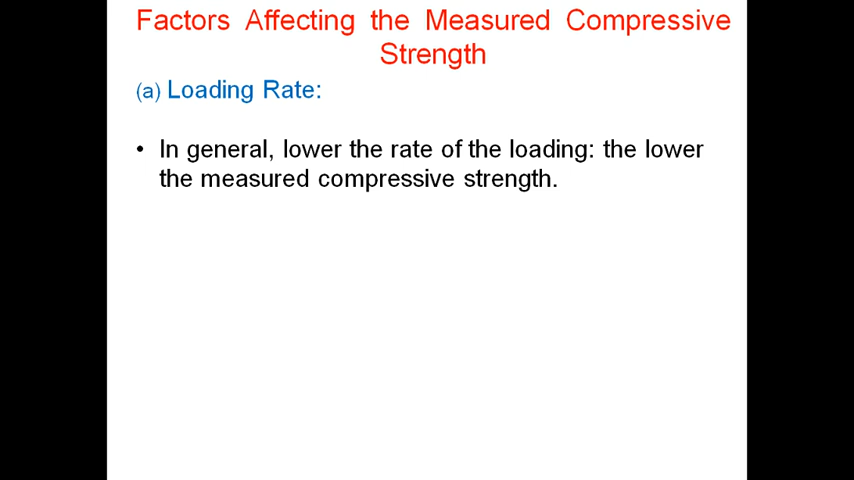 Factors Affecting the Measured Compressive
Strength
(a) Loading Rate:
• In general, lower the rate of the loading: the lower
the measured compressive strength.